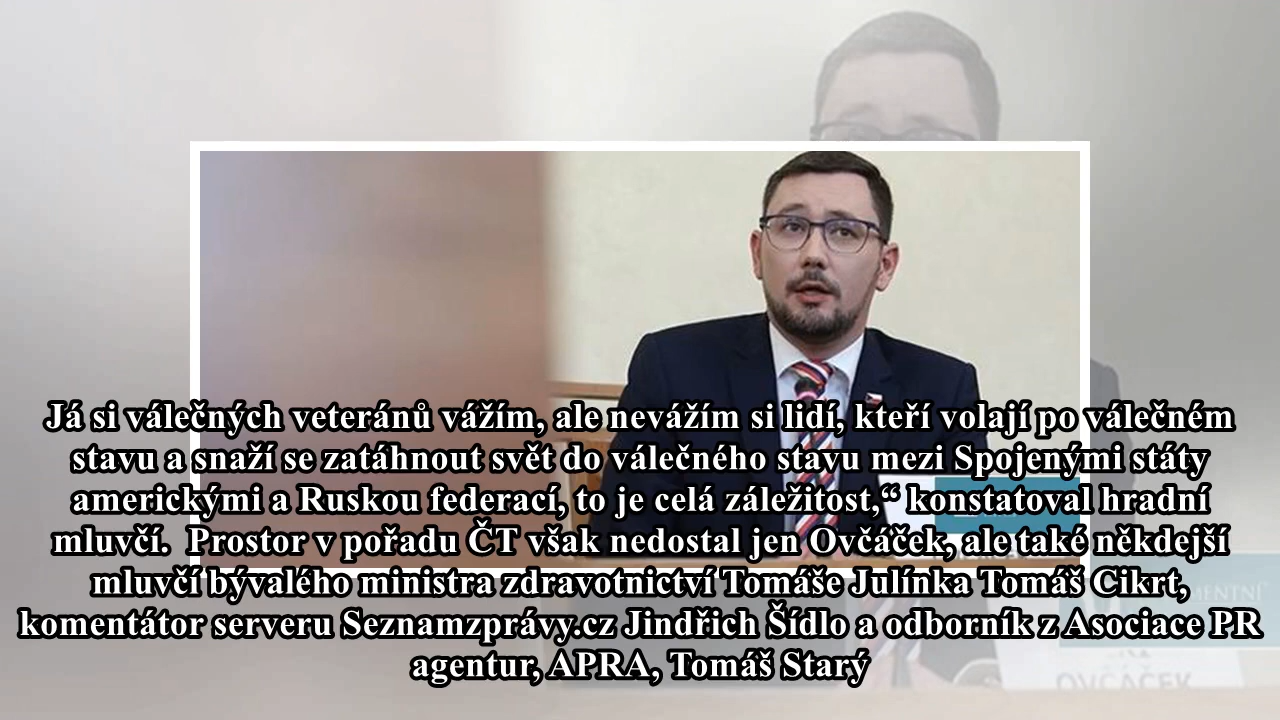 Já si válečných veteránů vážím, ale nevážím si lidí, kteří volají po válečném
stavu a snaží se zatáhnout svět do válečného stavu mezi Spojenými státy
americkými a Ruskou federací, to je celá záležitost,“ konstatoval hradní
mluvčí.  Prostor v pořadu ČT však nedostal jen Ovčáček, ale také někdejší
mluvčí bývalého ministra zdravotnictví Tomáše Julínka Tomáš Cikrt,
komentátor serveru Seznamzprávy.cz Jindřich Šídlo a odborník z Asociace PR
agentur, APRA, Tomáš Starý
OVČÁČEK